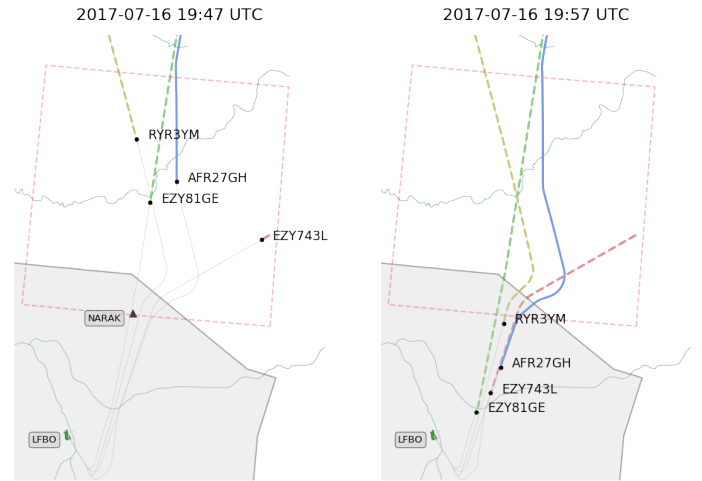 2017-07-16 19:47 UTC
RYR3YM
AFR27GH
EZY81GE
EZY743L
NARAK
LFBO
2017-07-16 19:57 UTC
RYR3YM
AFR27GH
EZY743L
EZY81GE
LFBO